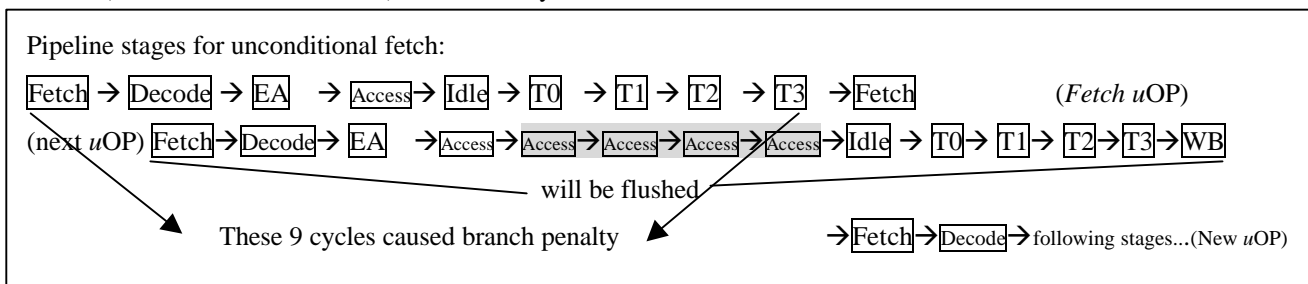 Pipeline stages for unconditional fetch:
Fetch → Decode → EA → Access → Idle → T0 → T1 → T2 → T3 → Fetch (Fetch uOP)
(next uOP) Fetch → Decode → EA → Access → Access → Access → Access → Access → Idle → T0 → T1 → T2 → T3 → WB
will be flushed
These 9 cycles caused branch penalty → Fetch → Decode → following stages...(New uOP)